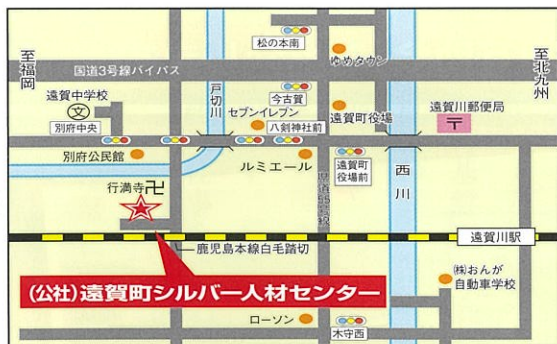 松の本南
ゆめタウン
至福岡
至北九州
国道3号線バイパス
遠賀中学校
文
別府中央
戸切川
今古賀
セブンイレブン
八剣神社前
遠賀町役場
遠賀川郵便局
〒
別府公民館
ルミエール
遠賀町
役場前
西川
行満寺
卍
鹿児島本線白毛踏切
遠賀川駅
(公社)遠賀町シルバー人材センター
㈱おんが
自動車学校
ローソン
木守西